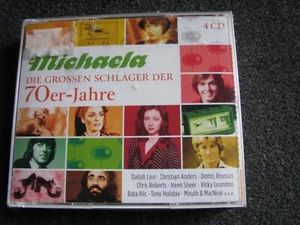 4 CD
Michaela
DIE GROSSEN SCHLAGER DER
70er-Jahre
Daliah Lavi · Christian Anders · Demis Roussos
Chris Roberts · Ireen Sheer · Vicky Leandros
Bata Illic · Tony Holiday · Mouth & MacNeal u.v.a.